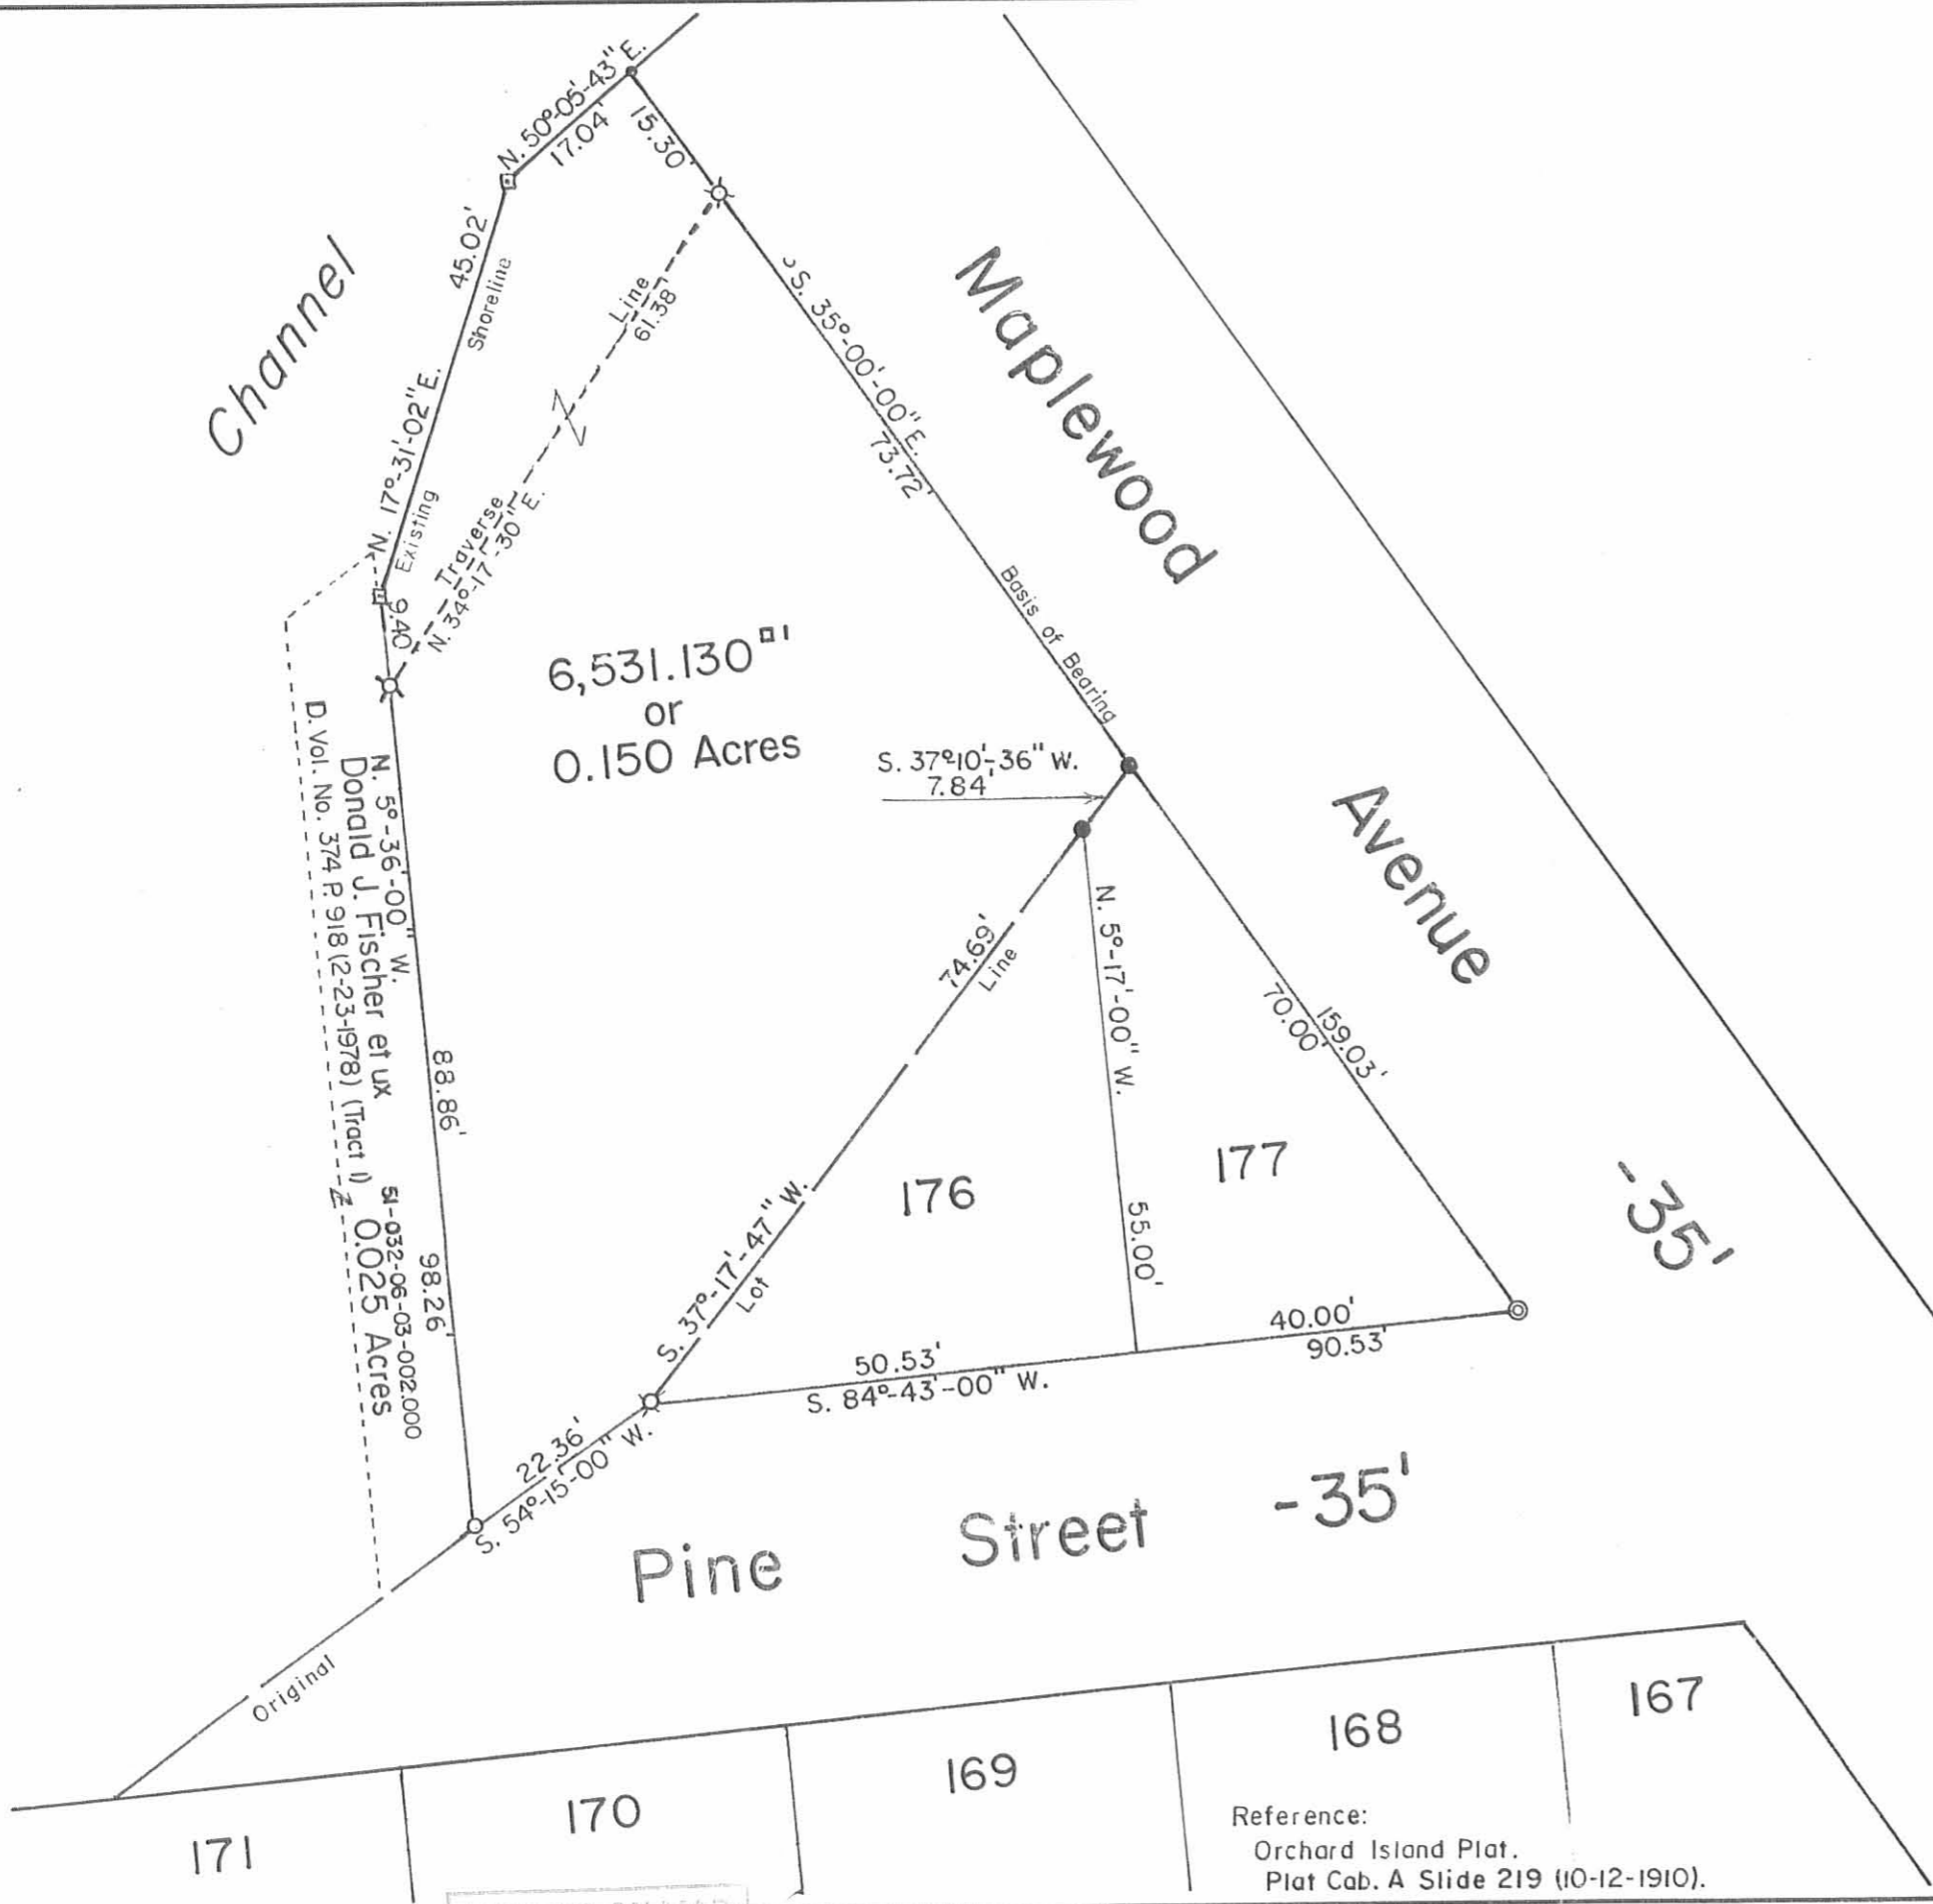 N. 50°-05'-43" E.
17.04'
15.30'
45.02'
Shoreline
Existing
N. 17°-31'-02" E.
Channel
Line
61.38'
Traverse
N. 34°-17'-30" E.
9.40'
S. 35°-00'-00" E.
73.72'
Basis of Bearing
Maplewood
Avenue
-35'
6,531.130 □'
or
0.150 Acres
S. 37°-10'-36" W.
7.84'
74.69'
Line
S. 37°-17'-47" W.
Lot
N. 5°-17'-00" W.
55.00'
70.00'
159.03'
176
177
N. 5°-36'-00" W.
88.86'
98.26'
Donald J. Fischer et ux
D. Vol. No. 374 P. 918 (2-23-1978) (Tract 1)
51-032-06-03-002.000
0.025 Acres
50.53'
40.00'
90.53'
S. 84°-43'-00" W.
22.36'
S. 54°-15'-00" W.
Pine Street -35'
Original
171
170
169
168
167
Reference:
Orchard Island Plat.
Plat Cab. A Slide 219 (10-12-1910).